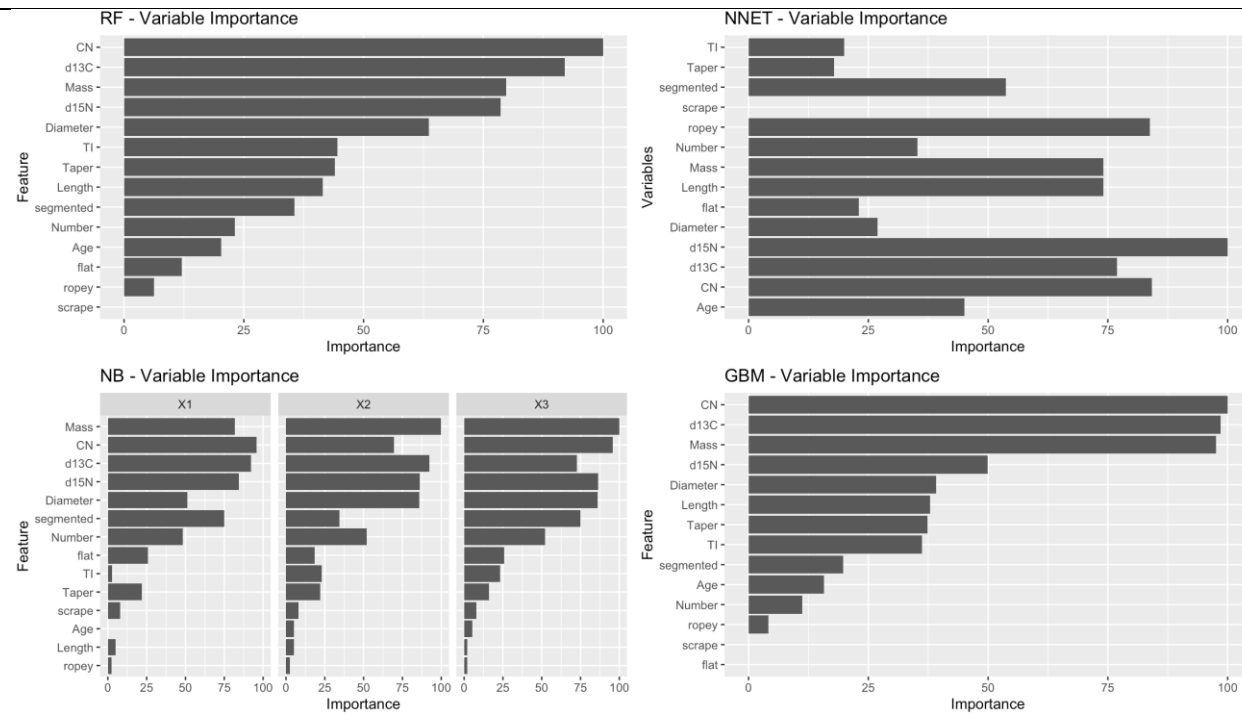 RF - Variable Importance
Feature
CN
d13C
Mass
d15N
Diameter
TI
Taper
Length
segmented
Number
Age
flat
ropey
scrape
0 25 50 75 100
Importance
NNET - Variable Importance
Variables
TI
Taper
segmented
scrape
ropey
Number
Mass
Length
flat
Diameter
d15N
d13C
CN
Age
0 25 50 75 100
Importance
NB - Variable Importance
X1 X2 X3
Feature
Mass
CN
d13C
d15N
Diameter
segmented
Number
flat
TI
Taper
scrape
Age
Length
ropey
0 25 50 75 100 0 25 50 75 100 0 25 50 75 100
Importance
GBM - Variable Importance
Feature
CN
d13C
Mass
d15N
Diameter
Length
Taper
TI
segmented
Age
Number
ropey
scrape
flat
0 25 50 75 100
Importance